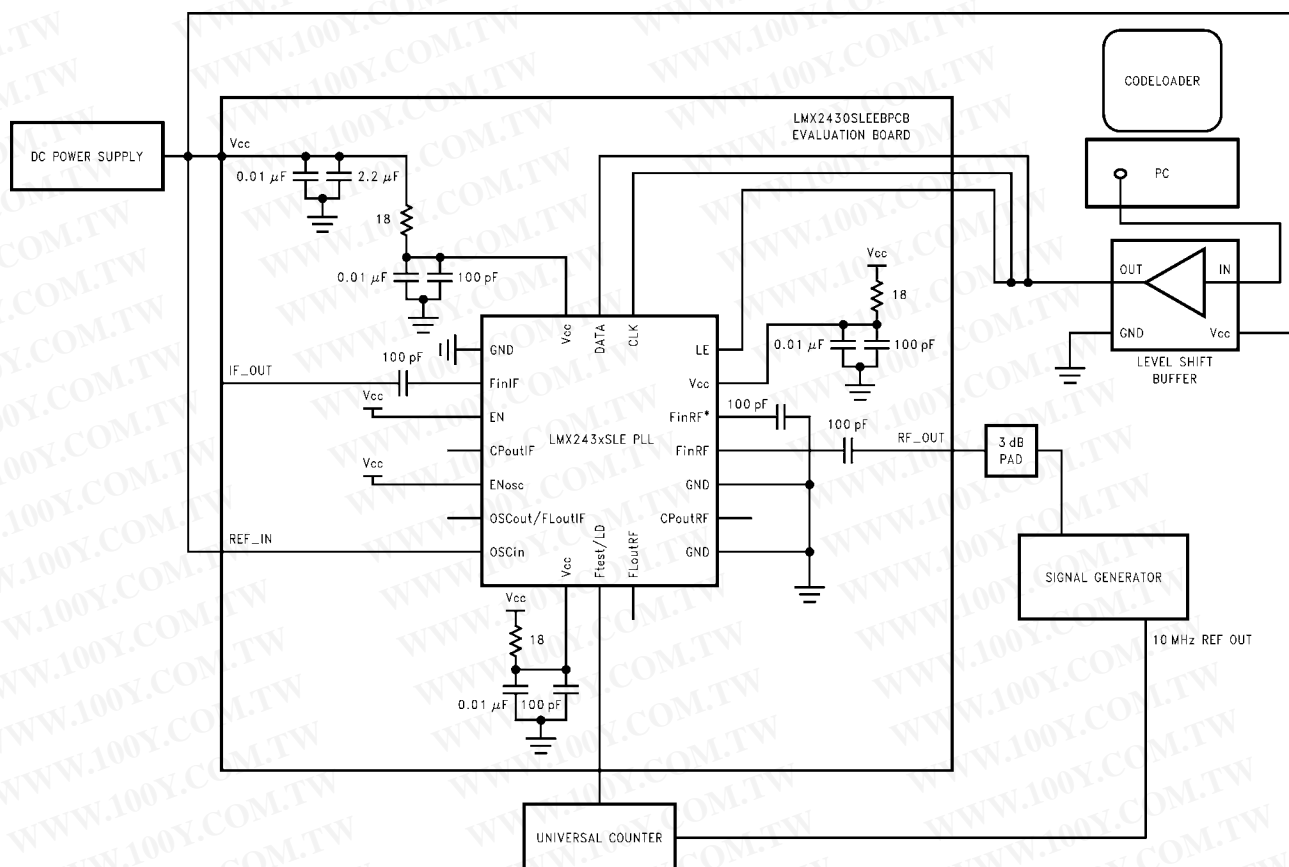 WWW.100Y.COM.TW
CODELOADER
LMX2430SLEEBPCB
EVALUATION BOARD
DC POWER SUPPLY
Vcc
PC
0.01 µF
2.2 µF
18
OUT
IN
GND
Vcc
LEVEL SHIFT
BUFFER
0.01 µF
100 pF
Vcc
18
0.01 µF
100 pF
Vcc
DATA
CLK
GND
LE
IF_OUT
100 pF
FinIF
Vcc
Vcc
EN
FinRF*
100 pF
LMX243xSLE PLL
CPoutIF
FinRF
100 pF
RF_OUT
3 dB
PAD
Vcc
ENosc
GND
OSCout/FLoutIF
CPoutRF
REF_IN
OSCin
GND
Vcc
Ftest/LD
FLoutRF
SIGNAL GENERATOR
Vcc
18
10 MHz REF OUT
0.01 µF
100 pF
UNIVERSAL COUNTER